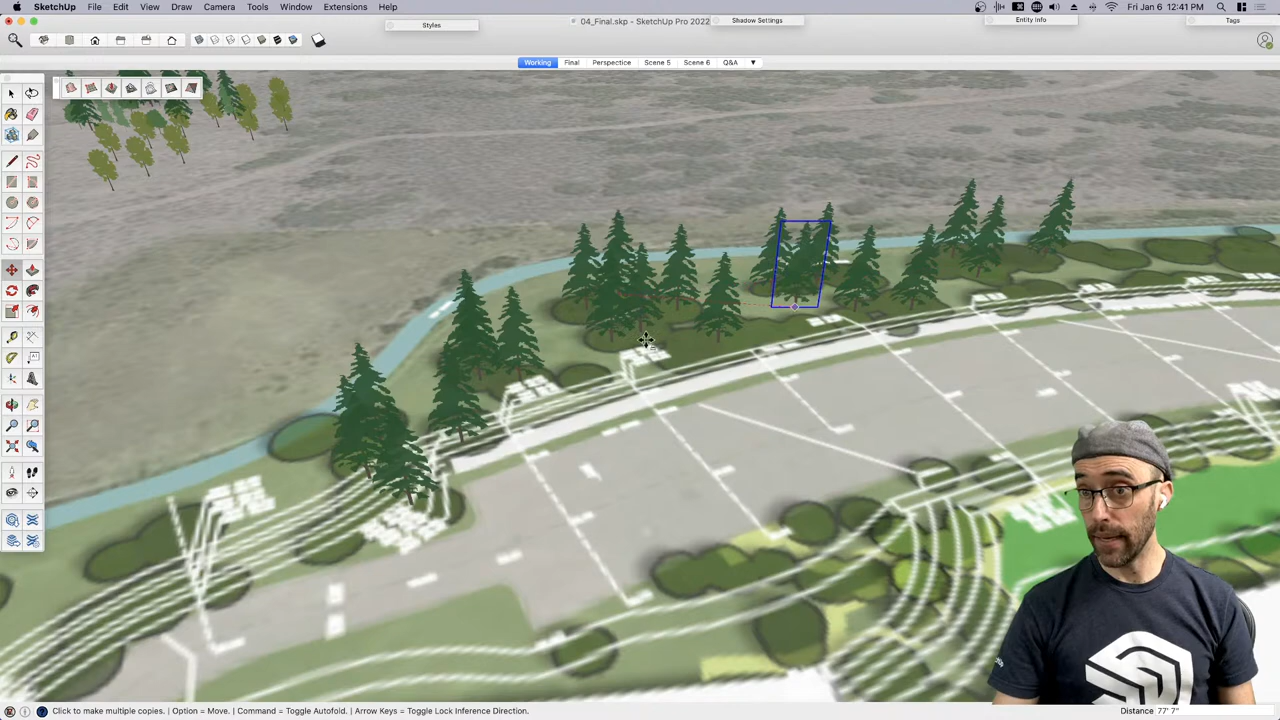 SketchUp File Edit View Draw Camera Tools Window Extensions Help Fri Jan 6 12:41 PM
Styles
04_Final.skp - SketchUp Pro 2022
Shadow Settings
Entity Info
Tags
Working Final Perspective Scene 5 Scene 6 Q&A
Click to make multiple copies. | Option = Move. | Command = Toggle Autofold. | Arrow Keys = Toggle Lock Inference Direction.
Distance 77' 7"